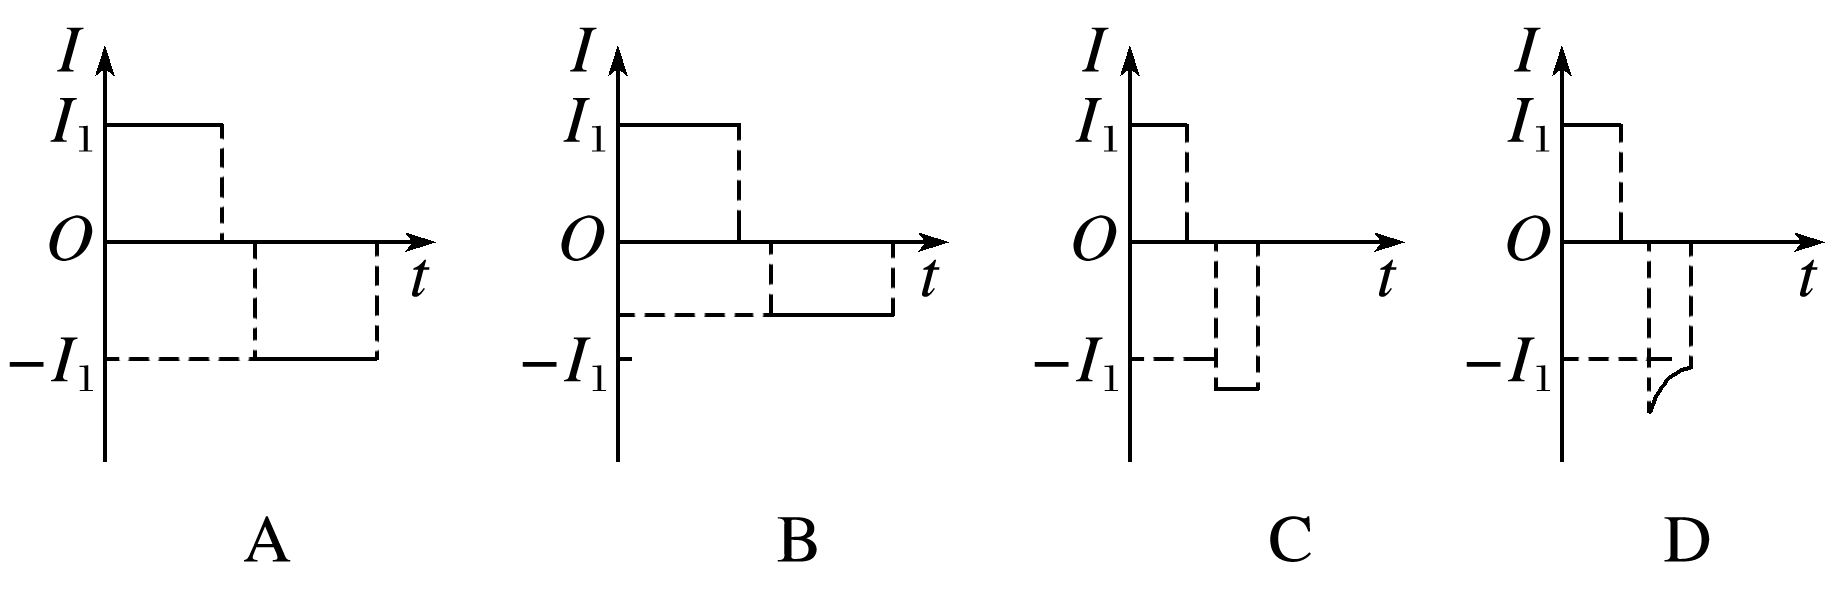 I I I I
I₁ I₁ I₁ I₁
O O O O
t t t t
−I₁ −I₁ −I₁ −I₁
A B C D